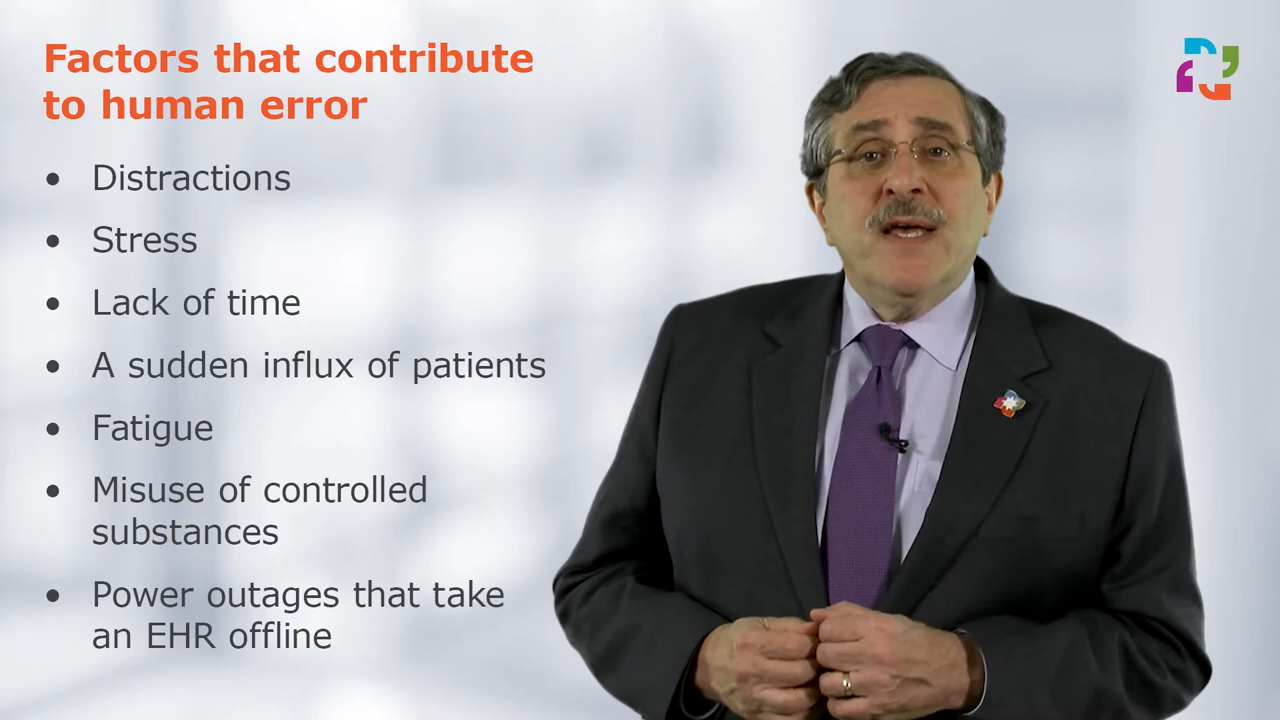 Factors that contribute
to human error
• Distractions
• Stress
• Lack of time
• A sudden influx of patients
• Fatigue
• Misuse of controlled
substances
• Power outages that take
an EHR offline